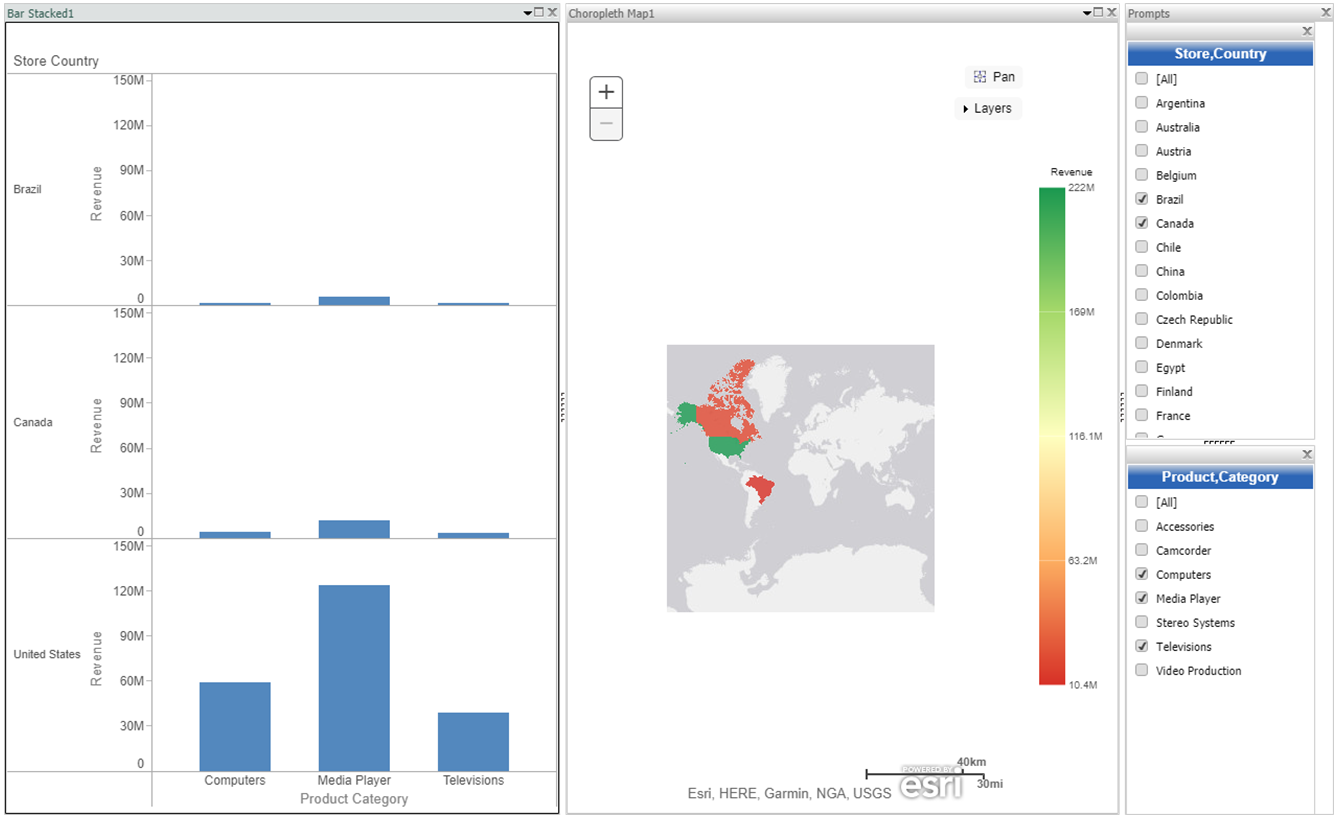 Bar Stacked1
Store Country
Brazil
Revenue
150M
120M
90M
60M
30M
0
Canada
Revenue
150M
120M
90M
60M
30M
0
United States
Revenue
150M
120M
90M
60M
30M
0
Computers Media Player Televisions
Product Category
Choropleth Map1
+
−
Pan
Layers
Revenue
222M
169M
116.1M
63.2M
10.4M
40km
30mi
POWERED BY
esri
Esri, HERE, Garmin, NGA, USGS
Prompts
Store,Country
[All]
Argentina
Australia
Austria
Belgium
Brazil
Canada
Chile
China
Colombia
Czech Republic
Denmark
Egypt
Finland
France
Product,Category
[All]
Accessories
Camcorder
Computers
Media Player
Stereo Systems
Televisions
Video Production